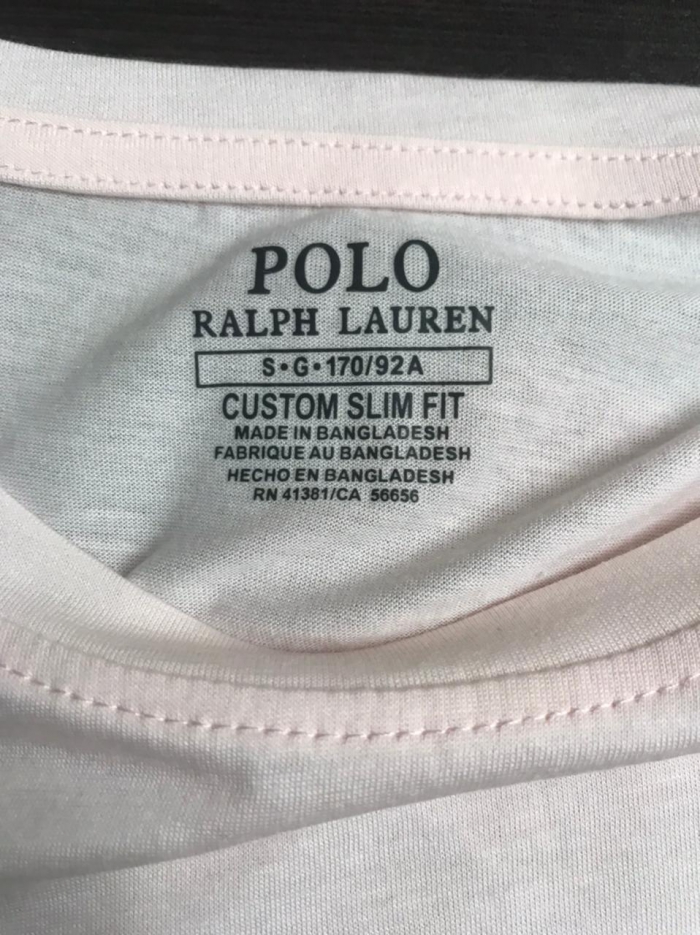 POLO
RALPH LAUREN
S•G•170/92A
CUSTOM SLIM FIT
MADE IN BANGLADESH
FABRIQUE AU BANGLADESH
HECHO EN BANGLADESH
RN 41381/CA 56656